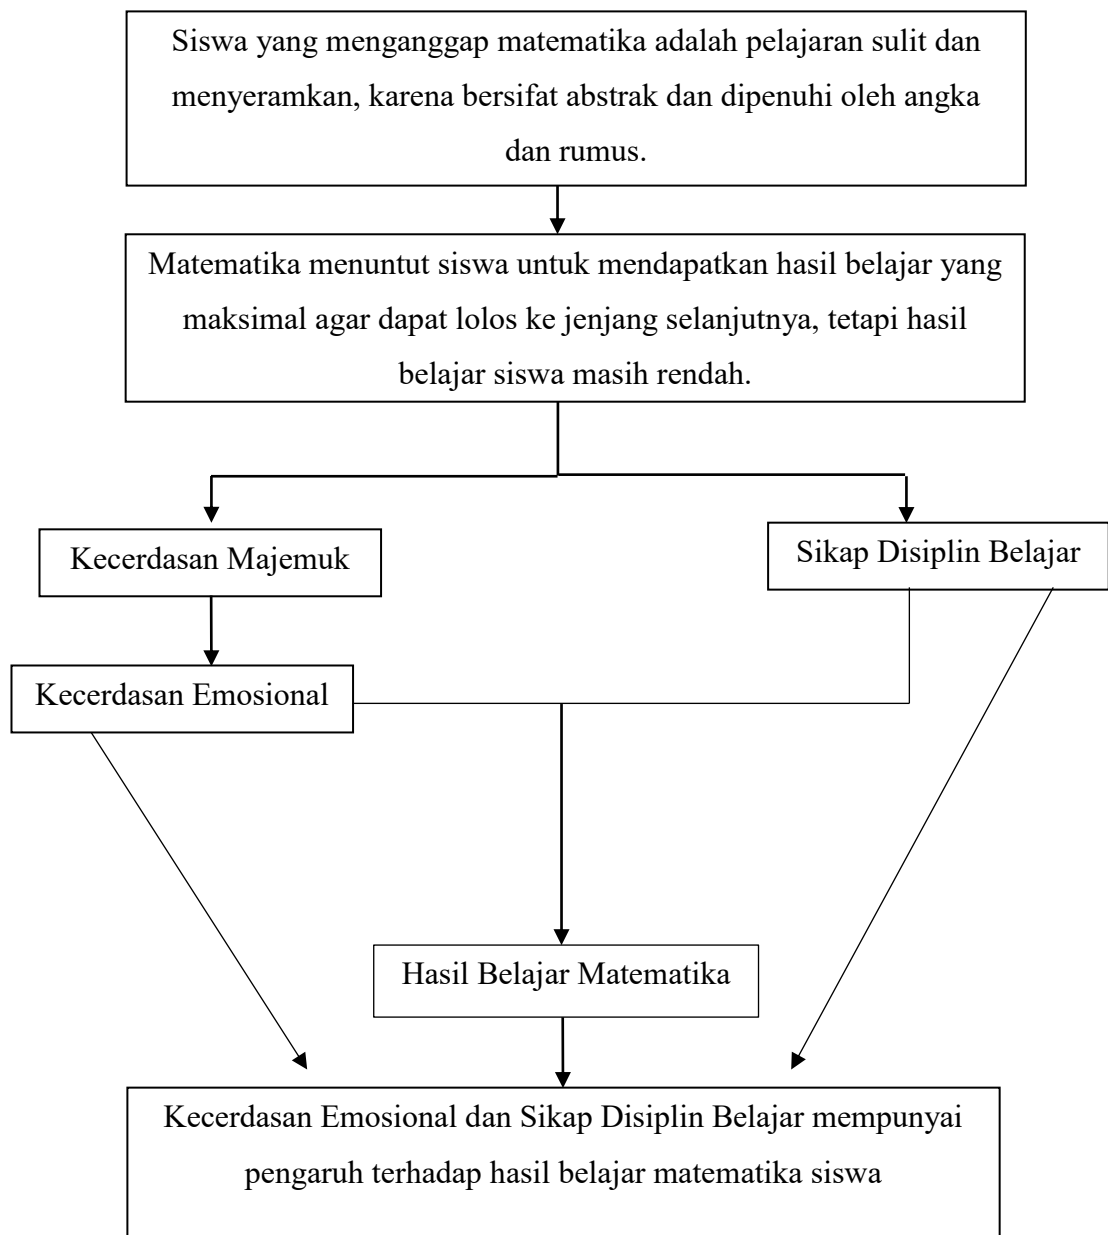 Siswa yang menganggap matematika adalah pelajaran sulit dan
menyeramkan, karena bersifat abstrak dan dipenuhi oleh angka
dan rumus.
Matematika menuntut siswa untuk mendapatkan hasil belajar yang
maksimal agar dapat lolos ke jenjang selanjutnya, tetapi hasil
belajar siswa masih rendah.
Kecerdasan Majemuk
Sikap Disiplin Belajar
Kecerdasan Emosional
Hasil Belajar Matematika
Kecerdasan Emosional dan Sikap Disiplin Belajar mempunyai
pengaruh terhadap hasil belajar matematika siswa